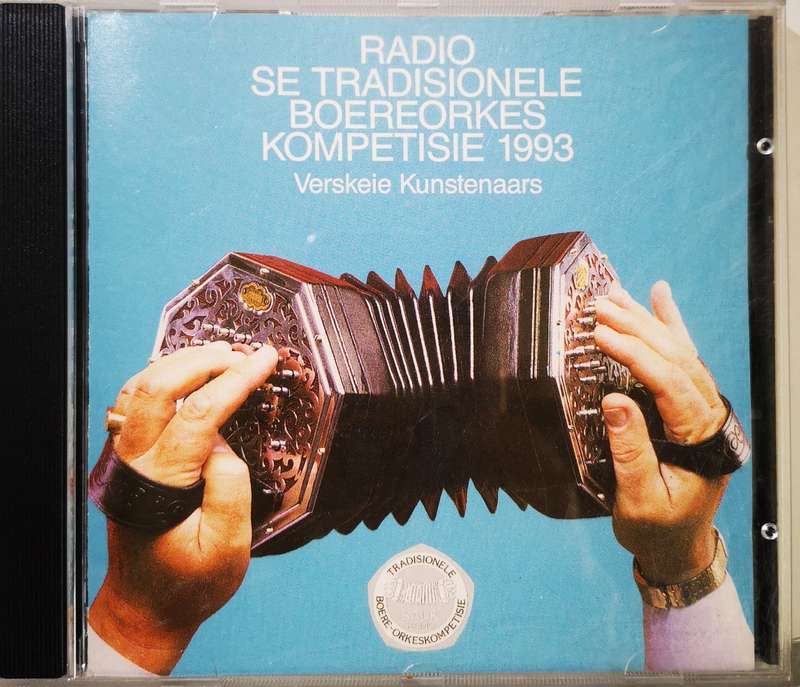 RADIO
SE TRADISIONELE
BOEREORKES
KOMPETISIE 1993
Verskeie Kunstenaars
TRADISIONELE
BOERE-ORKESKOMPETISIE